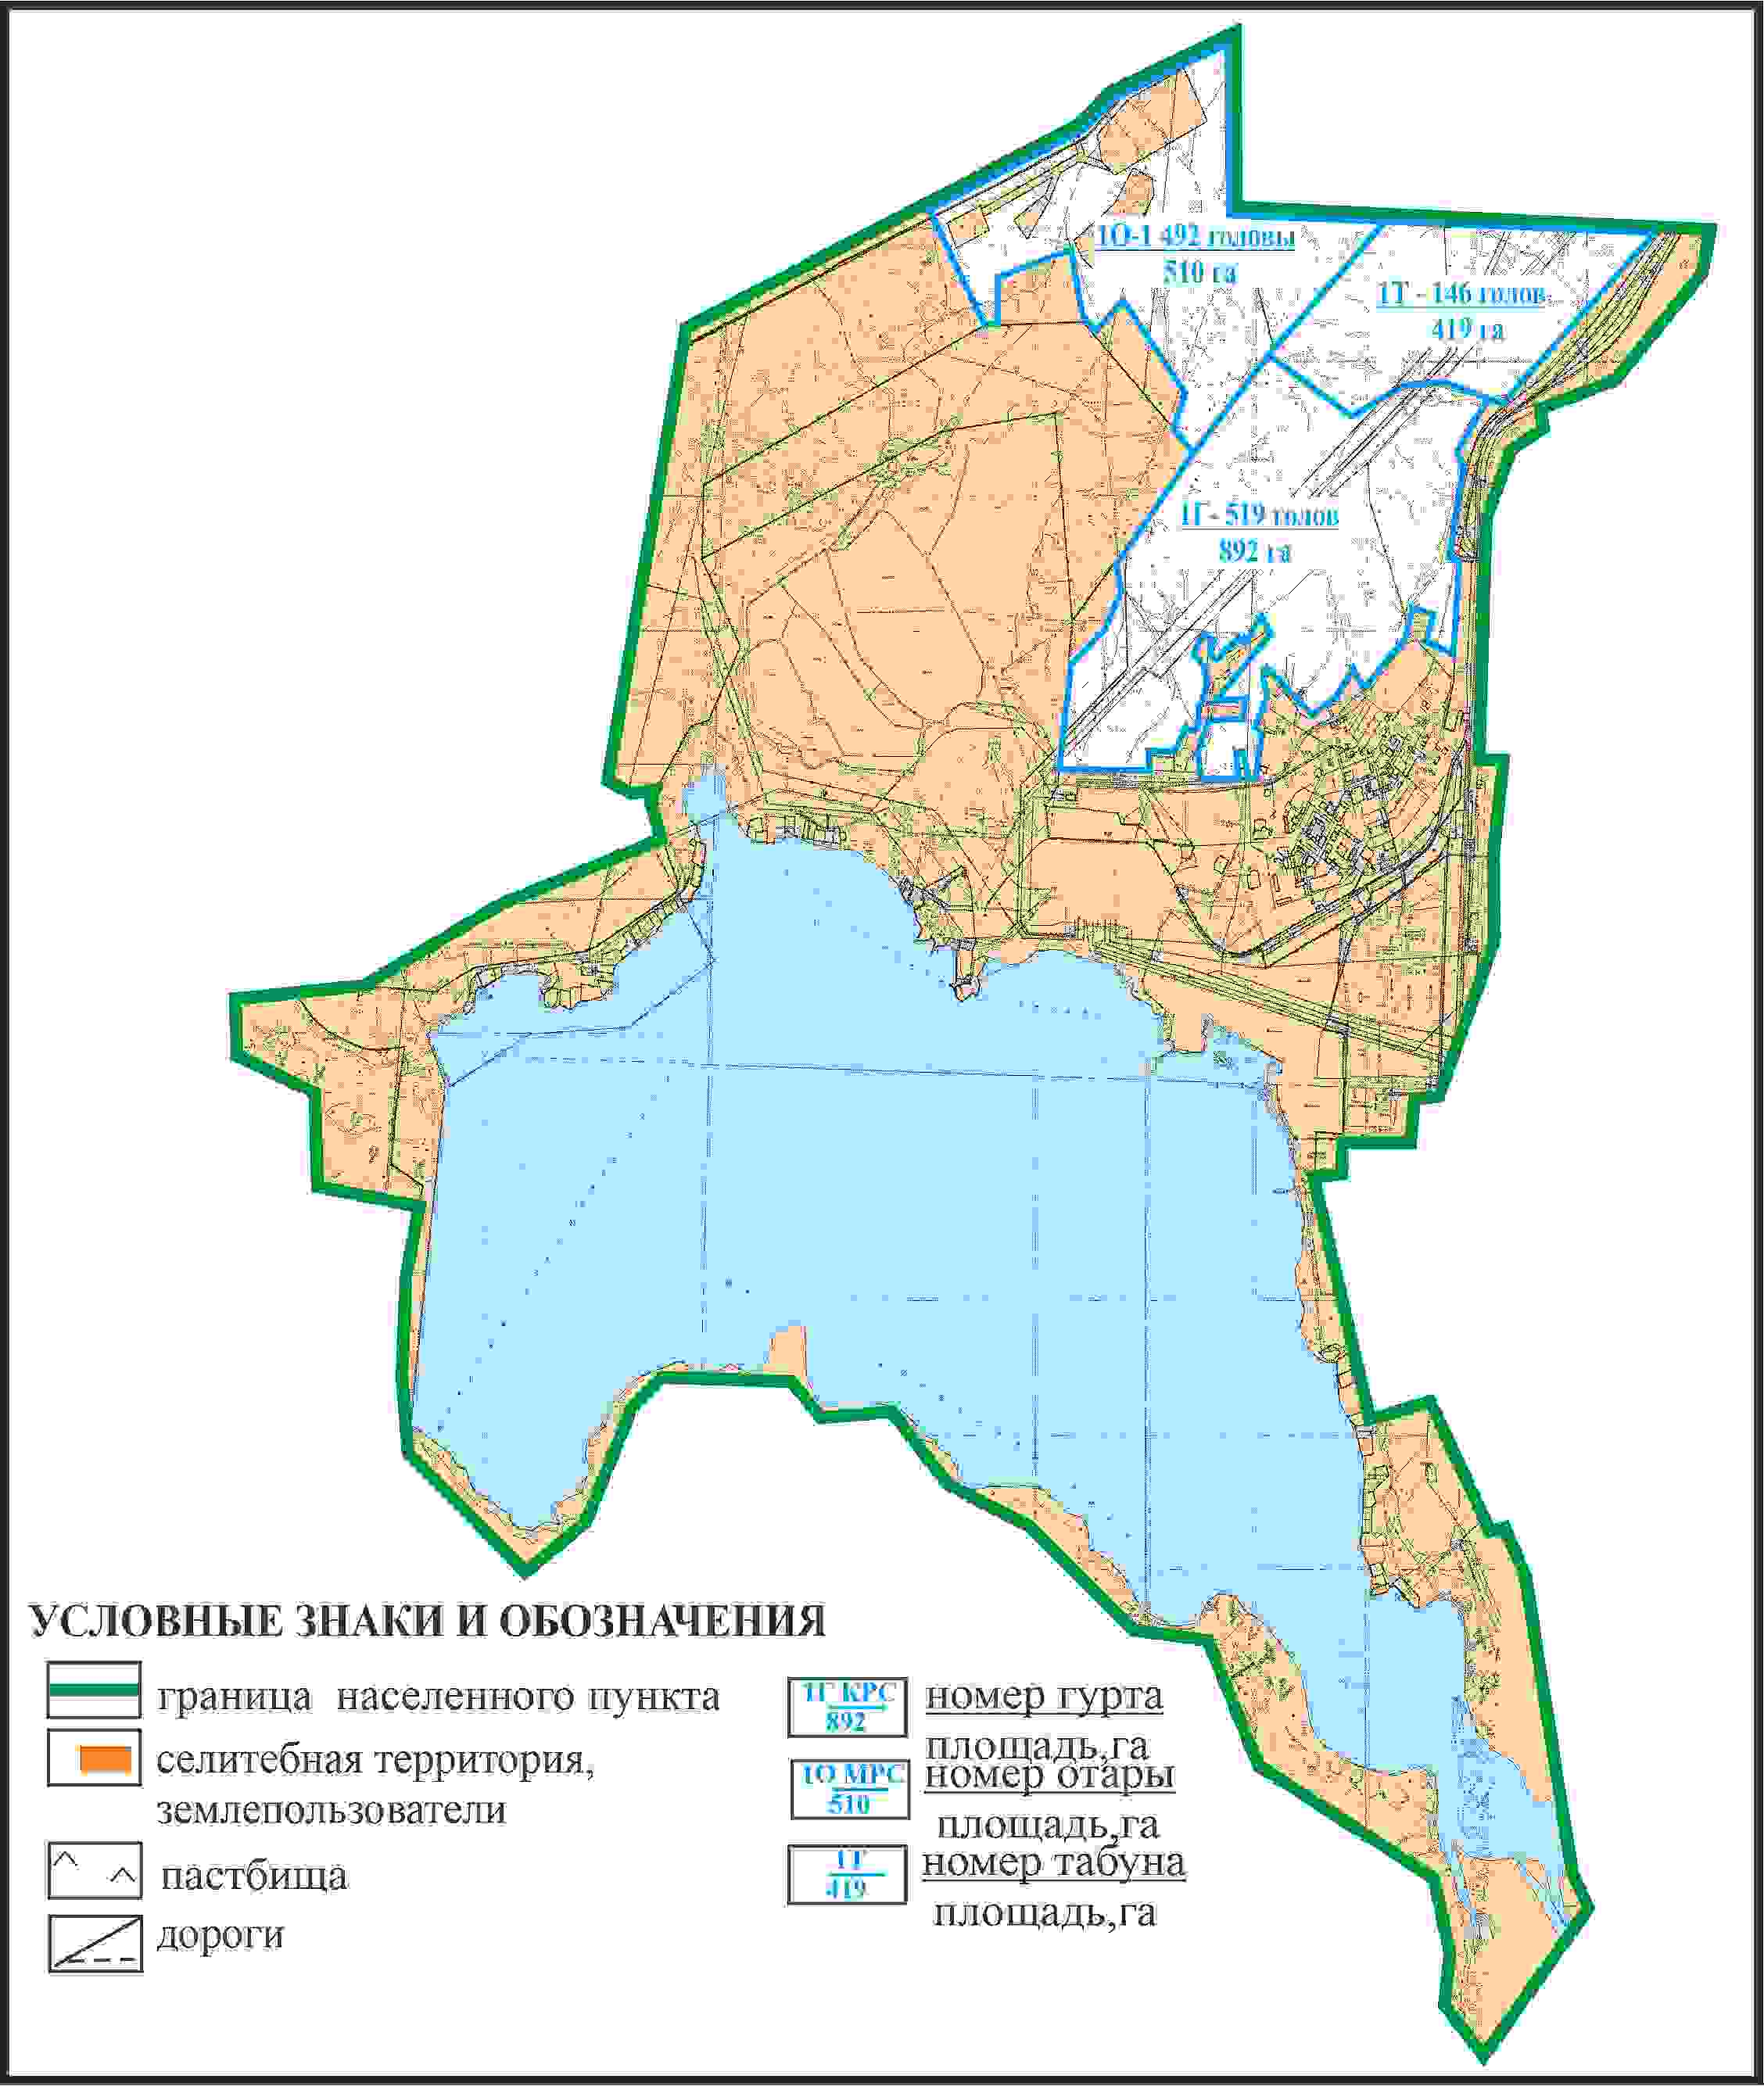 1О-1 492 головы
510 га
1Т - 146 голов
419 га
1Г - 519 голов
892 га
УСЛОВНЫЕ ЗНАКИ И ОБОЗНАЧЕНИЯ
граница населенного пункта
селитебная территория,
землепользователи
пастбища
дороги
1Г КРС
892
номер гурта
площадь,га
1О МРС
510
номер отары
площадь,га
1Т
419
номер табуна
площадь,га